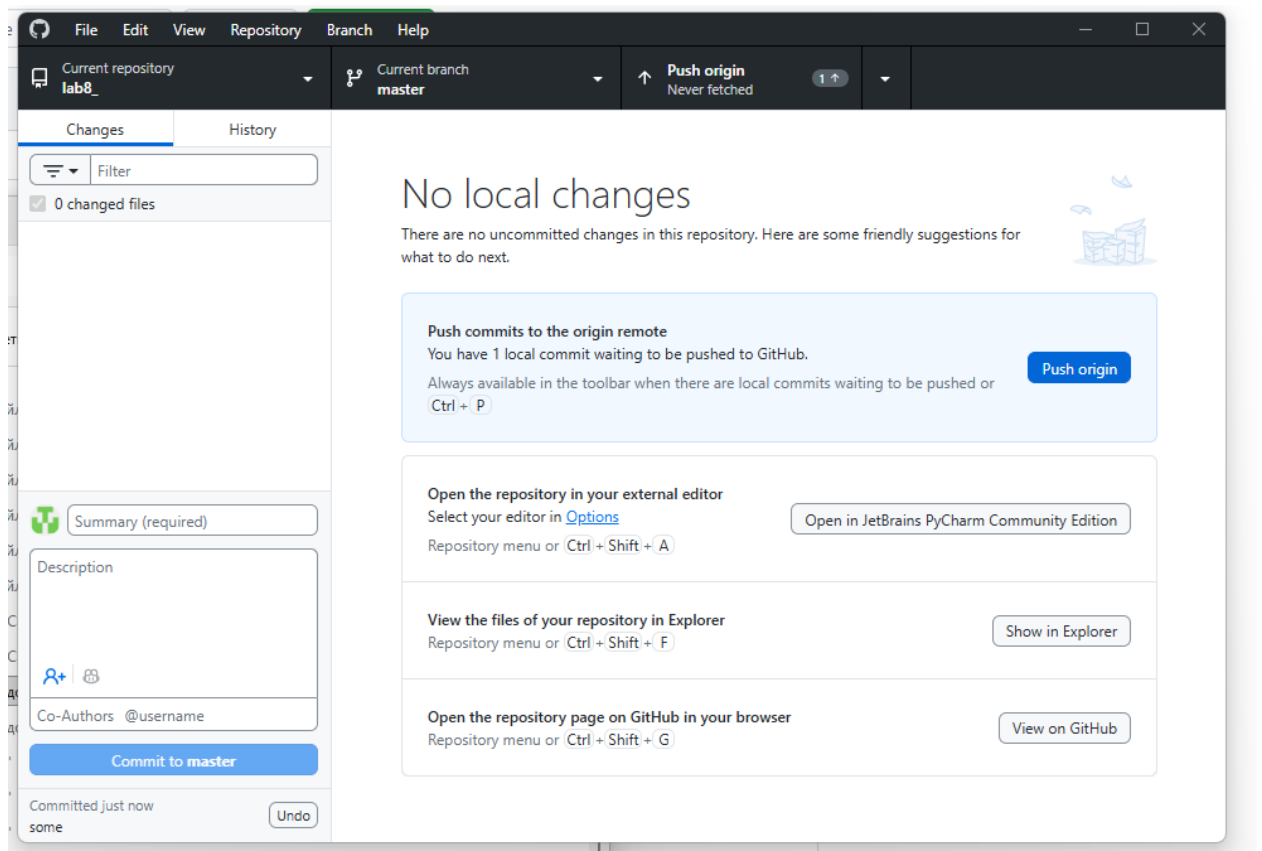 File Edit View Repository Branch Help
Current repository
lab8_
Current branch
master
Push origin
Never fetched
1
Changes
History
Filter
0 changed files
No local changes
There are no uncommitted changes in this repository. Here are some friendly suggestions for
what to do next.
Push commits to the origin remote
You have 1 local commit waiting to be pushed to GitHub.
Always available in the toolbar when there are local commits waiting to be pushed or
Ctrl + P
Push origin
Open the repository in your external editor
Select your editor in Options
Repository menu or Ctrl + Shift + A
Open in JetBrains PyCharm Community Edition
View the files of your repository in Explorer
Repository menu or Ctrl + Shift + F
Show in Explorer
Open the repository page on GitHub in your browser
Repository menu or Ctrl + Shift + G
View on GitHub
Summary (required)
Description
Co-Authors @username
Commit to master
Committed just now
some
Undo